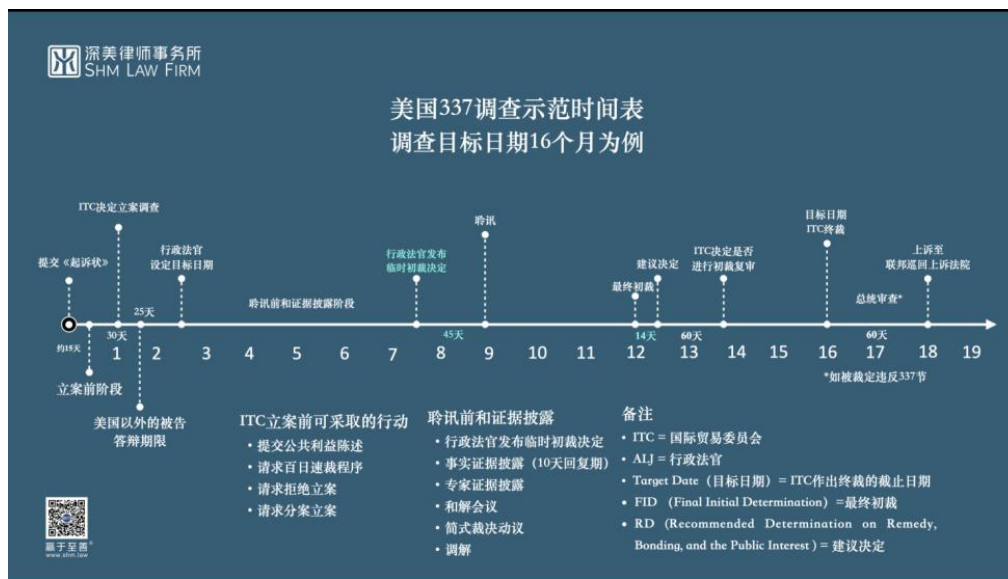 深美律师事务所
SHM LAW FIRM
美国337调查示范时间表
调查目标日期16个月为例
ITC决定立案调查
提交《起诉状》
行政法官
设定目标日期
25天
聆讯前和证据披露阶段
行政法官发布
临时初裁决定
聆讯
最终初裁
建议决定
ITC决定是否
进行初裁复审
目标日期
ITC终裁
总统审查*
上诉至
联邦巡回上诉法院
约15天
30天
45天
14天
60天
60天
1 2 3 4 5 6 7 8 9 10 11 12 13 14 15 16 17 18 19
*如被裁定违反337节
立案前阶段
美国以外的被告
答辩期限
ITC立案前可采取的行动
• 提交公共利益陈述
• 请求百日速裁程序
• 请求拒绝立案
• 请求分案立案
聆讯前和证据披露
• 行政法官发布临时初裁决定
• 事实证据披露（10天回复期）
• 专家证据披露
• 和解会议
• 简式裁决动议
• 调解
备注
• ITC = 国际贸易委员会
• ALJ = 行政法官
• Target Date（目标日期）= ITC作出终裁的截止日期
• FID （Final Initial Determination）=最终初裁
• RD (Recommended Determination on Remedy,
Bonding, and the Public Interest ) = 建议决定
赢于至善®
www.shm.law